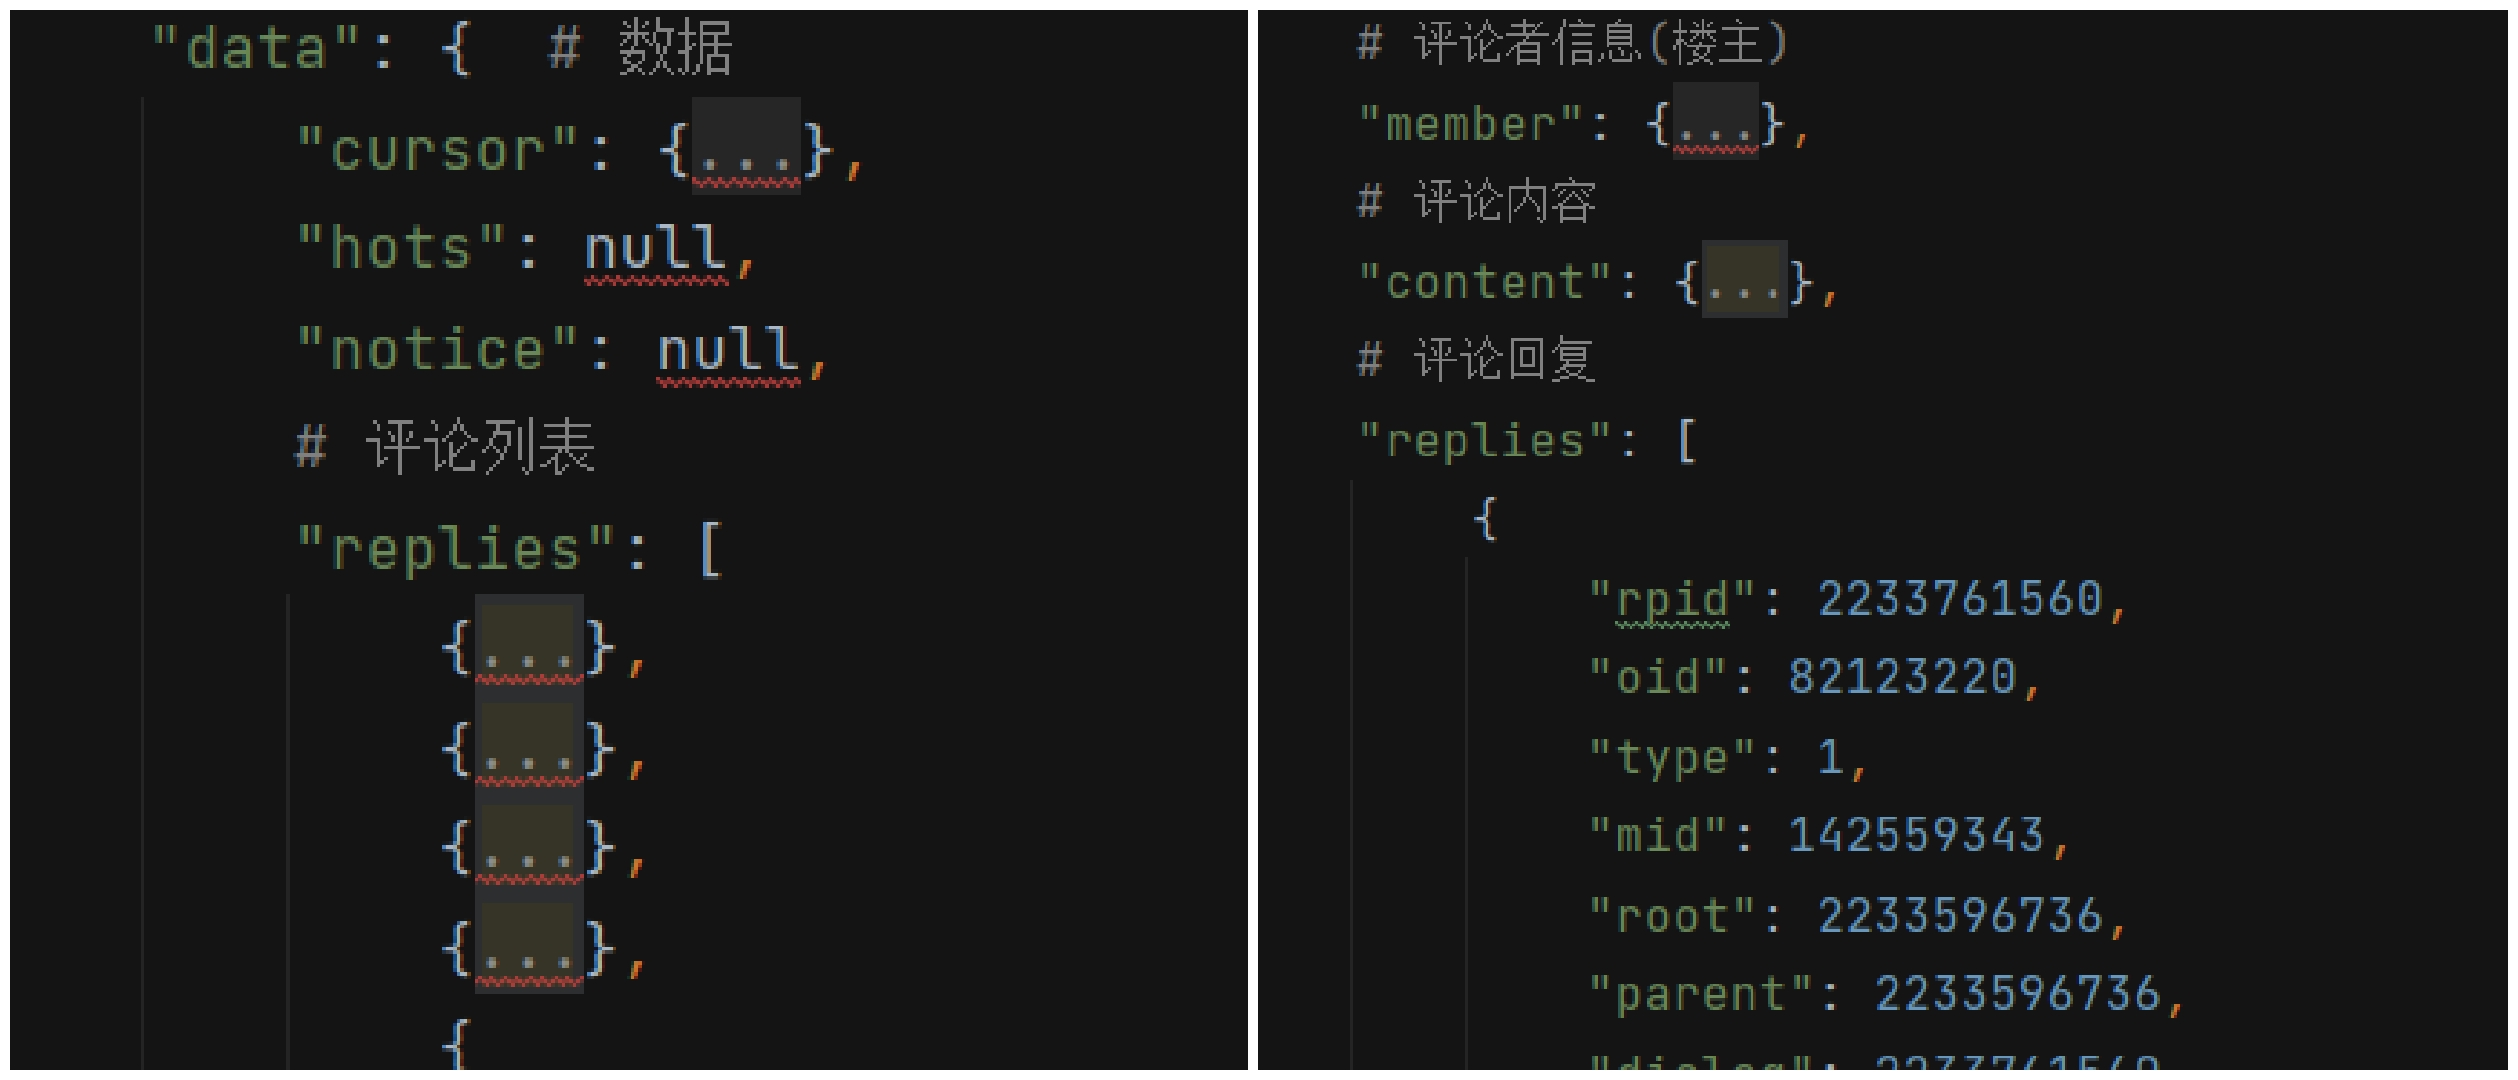 "data": {  # 数据
"cursor": {...},
"hots": null,
"notice": null,
# 评论列表
"replies": [
{...},
{...},
{...},
{...},
{
# 评论者信息(楼主)
"member": {...},
# 评论内容
"content": {...},
# 评论回复
"replies": [
{
"rpid": 2233761560,
"oid": 82123220,
"type": 1,
"mid": 142559343,
"root": 2233596736,
"parent": 2233596736,